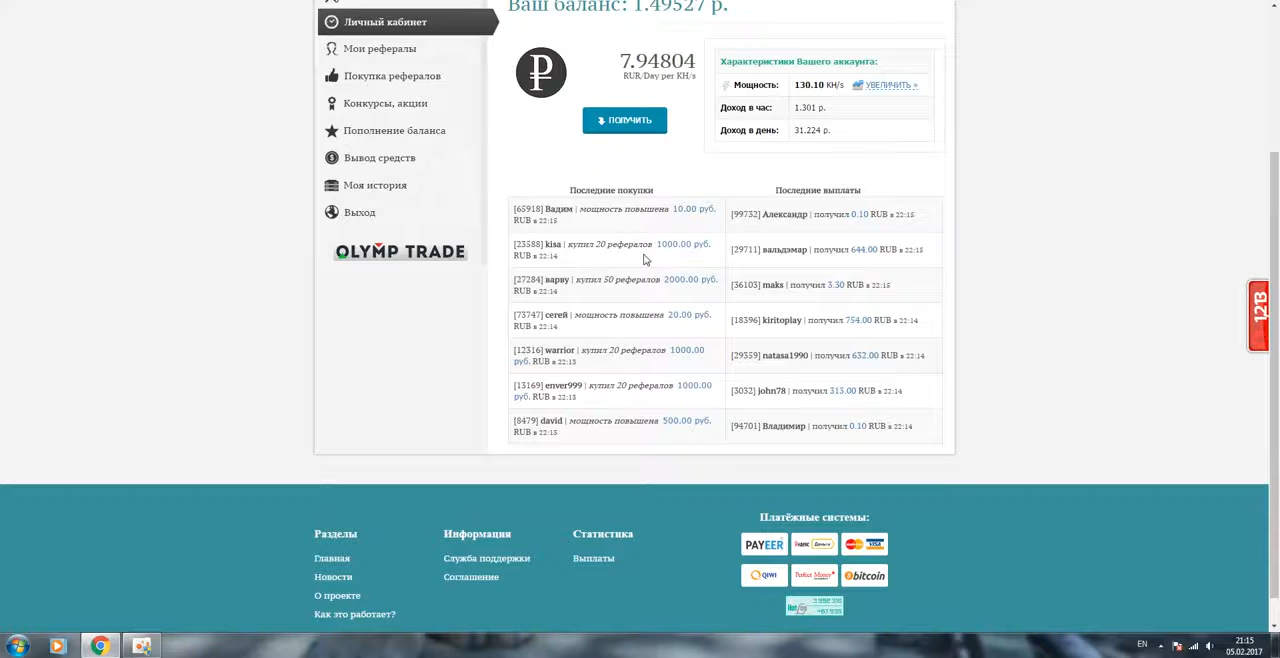 Ваш баланс: 1.49527 р.
Личный кабинет
Мои рефералы
Покупка рефералов
Конкурсы, акции
Пополнение баланса
Вывод средств
Моя история
Выход
OLYMP TRADE
7.94804
RUR/Day per KH/s
ПОЛУЧИТЬ
Характеристики Вашего аккаунта:
Мощность: 130.10 KH/s УВЕЛИЧИТЬ »
Доход в час: 1.301 р.
Доход в день: 31.224 р.
Последние покупки
[65918] Вадим | мощность повышена 10.00 руб.
RUB в 22:15
[23588] kisa | купил 20 рефералов 1000.00 руб.
RUB в 22:14
[27284] варву | купил 50 рефералов 2000.00 руб.
RUB в 22:14
[73747] серей | мощность повышена 20.00 руб.
RUB в 22:14
[12316] warrior | купил 20 рефералов 1000.00
руб. RUB в 22:13
[13169] enver999 | купил 20 рефералов 1000.00
руб. RUB в 22:13
[8479] david | мощность повышена 500.00 руб.
RUB в 22:13
Последние выплаты
[99732] Александр | получил 0.10 RUB в 22:15
[29711] вальдэмар | получил 644.00 RUB в 22:15
[36103] maks | получил 3.30 RUB в 22:15
[18396] kiritoplay | получил 754.00 RUB в 22:14
[29359] natasa1990 | получил 632.00 RUB в 22:14
[3032] john78 | получил 313.00 RUB в 22:14
[94701] Владимир | получил 0.10 RUB в 22:14
Разделы
Главная
Новости
О проекте
Как это работает?
Информация
Служба поддержки
Соглашение
Статистика
Выплаты
Платёжные системы:
PAYEER
Яндекс Деньги
VISA
QIWI
Perfect Money
bitcoin
EN
21:15
05.02.2017